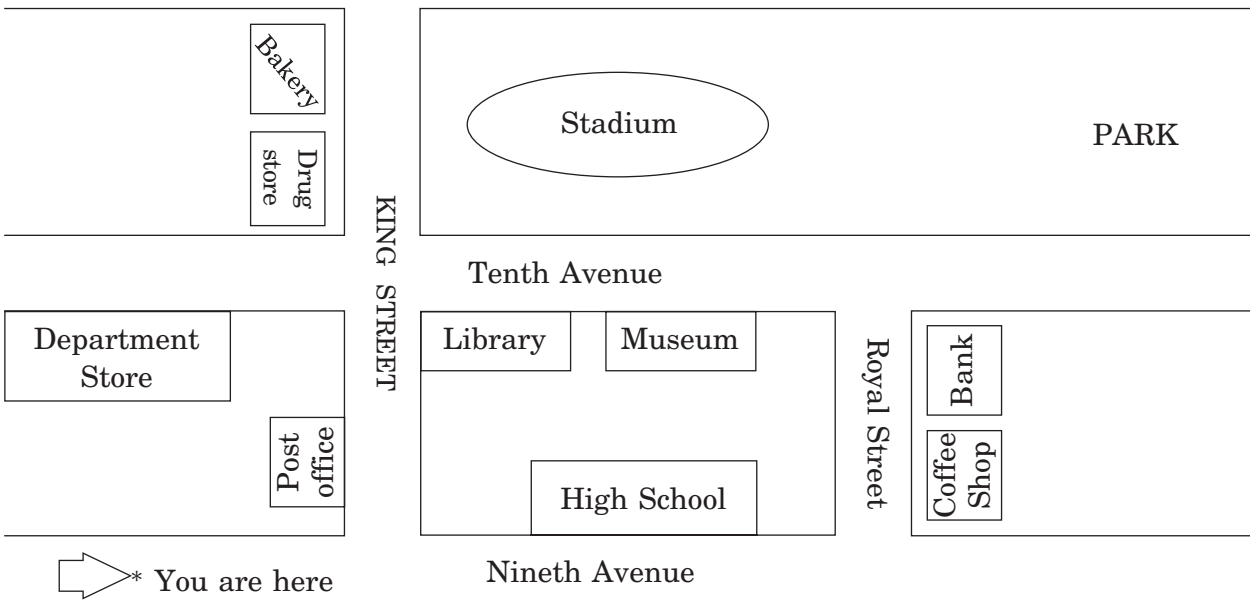 Bakery
Stadium
PARK
Drug
store
KING STREET
Tenth Avenue
Department
Store
Library
Museum
Royal Street
Bank
Post
office
High School
Coffee
Shop
* You are here
Nineth Avenue